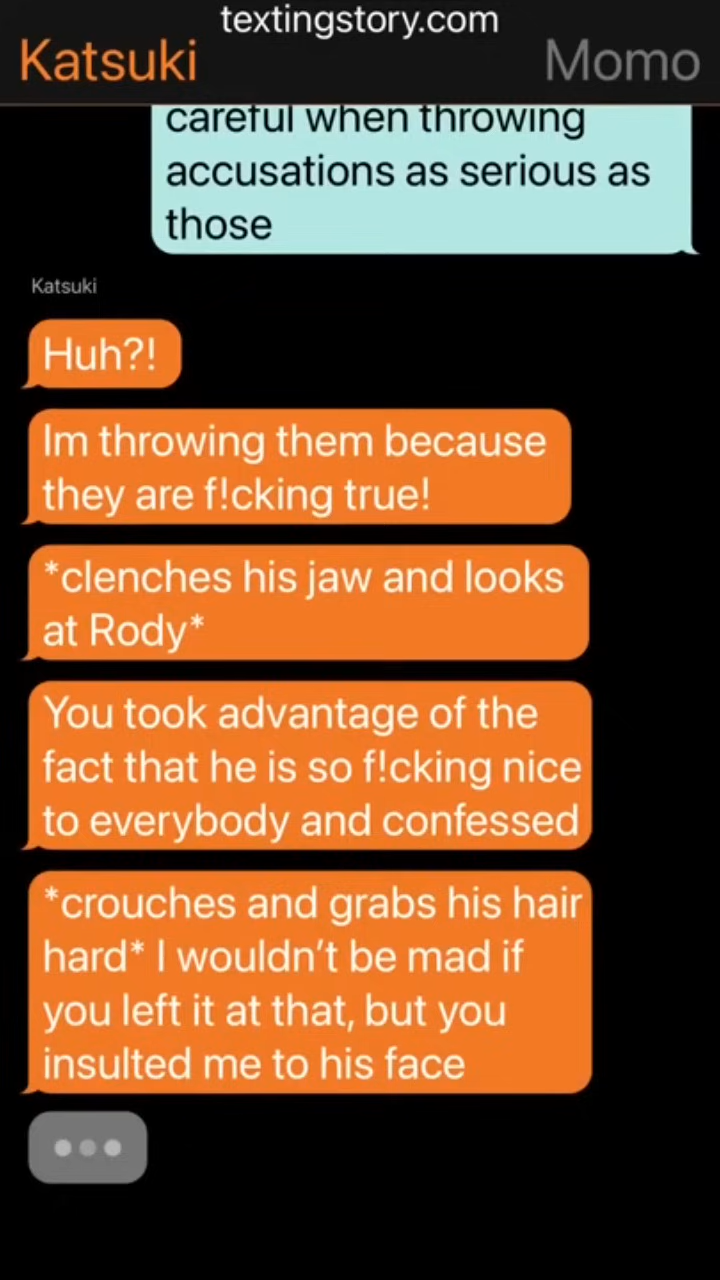 textingstory.com
Katsuki Momo
careful when throwing
accusations as serious as
those
Katsuki
Huh?!
Im throwing them because
they are f!cking true!
*clenches his jaw and looks
at Rody*
You took advantage of the
fact that he is so f!cking nice
to everybody and confessed
*crouches and grabs his hair
hard* I wouldn't be mad if
you left it at that, but you
insulted me to his face